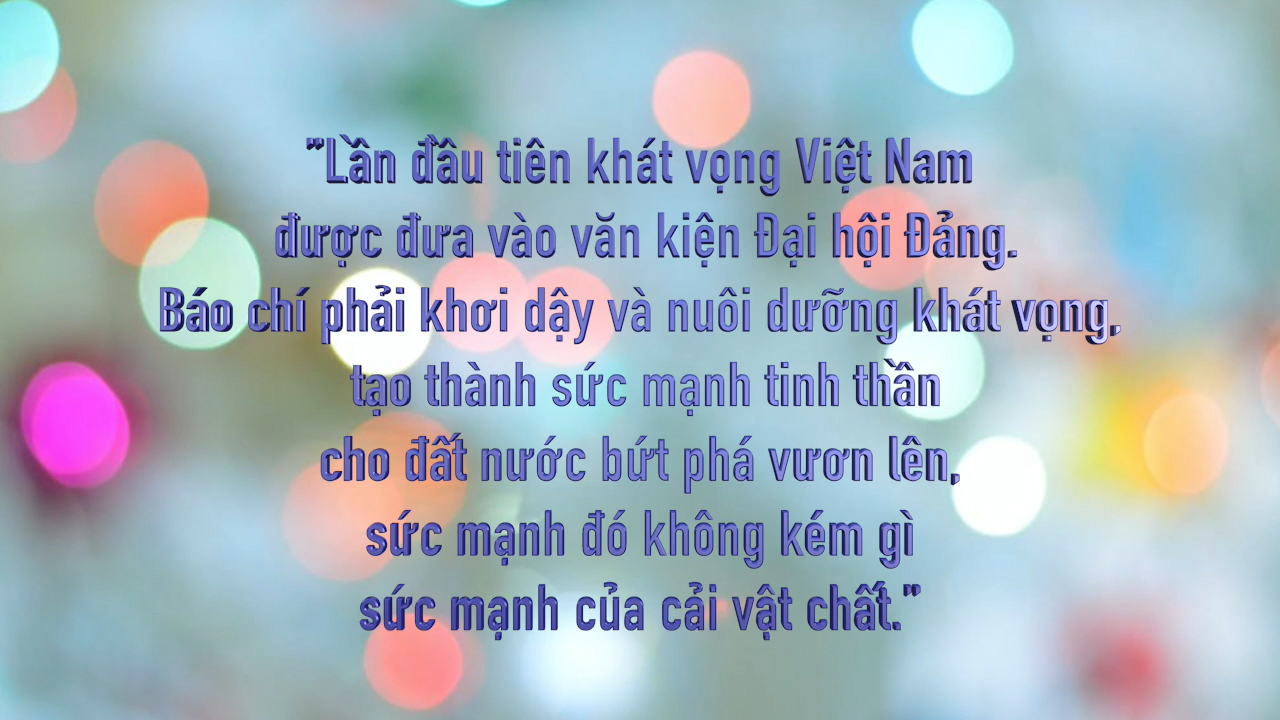 "Lần đầu tiên khát vọng Việt Nam
được đưa vào văn kiện Đại hội Đảng.
Báo chí phải khơi dậy và nuôi dưỡng khát vọng,
tạo thành sức mạnh tinh thần
cho đất nước bứt phá vươn lên,
sức mạnh đó không kém gì
sức mạnh của cải vật chất."